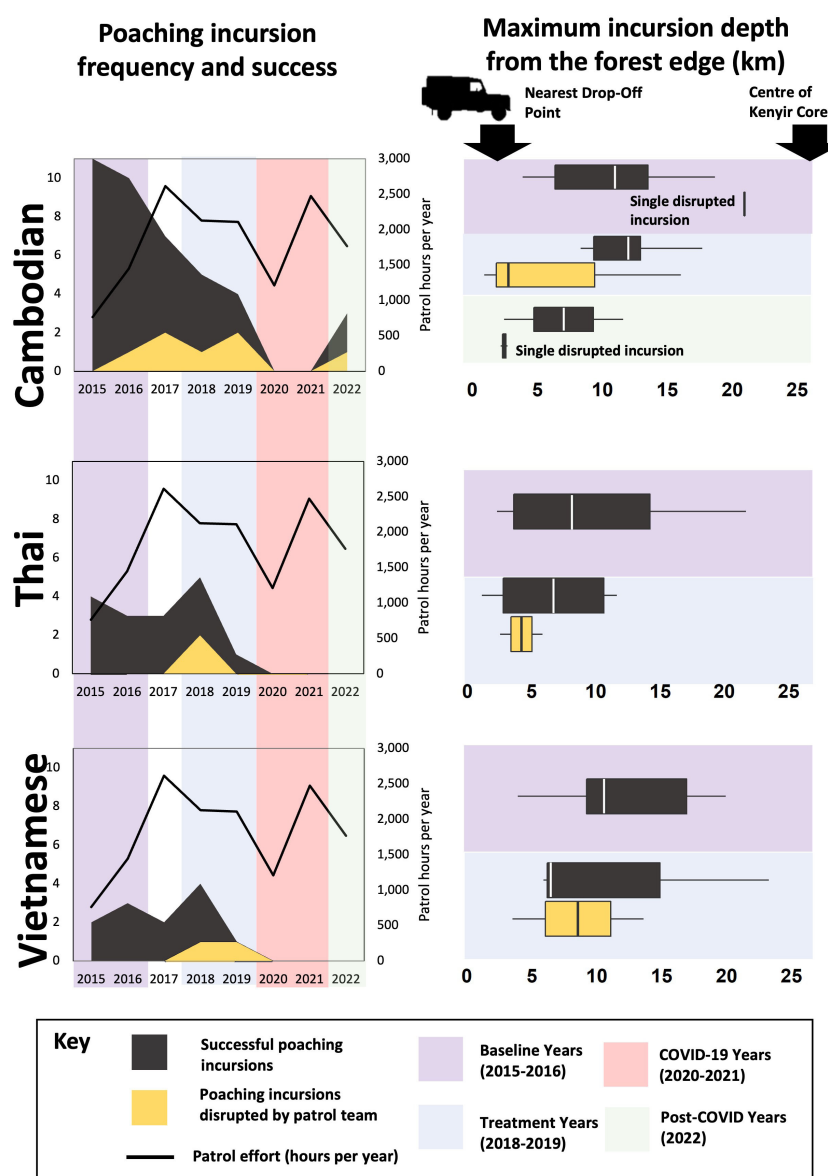 Poaching incursion
frequency and success
Maximum incursion depth
from the forest edge (km)
Nearest Drop-Off
Point
Centre of
Kenyir Core
Cambodian
10
8
6
4
2
0
3,000
2,500
2,000
1,500
1,000
500
0
Patrol hours per year
2015 2016 2017 2018 2019 2020 2021 2022
Single disrupted
incursion
Single disrupted incursion
0 5 10 15 20 25
Thai
10
8
6
4
2
0
3,000
2,500
2,000
1,500
1,000
500
0
Patrol hours per year
2015 2016 2017 2018 2019 2020 2021 2022
0 5 10 15 20 25
Vietnamese
10
8
6
4
2
0
3,000
2,500
2,000
1,500
1,000
500
0
Patrol hours per year
2015 2016 2017 2018 2019 2020 2021 2022
0 5 10 15 20 25
Key
Successful poaching
incursions
Poaching incursions
disrupted by patrol team
Patrol effort (hours per year)
Baseline Years
(2015-2016)
Treatment Years
(2018-2019)
COVID-19 Years
(2020-2021)
Post-COVID Years
(2022)